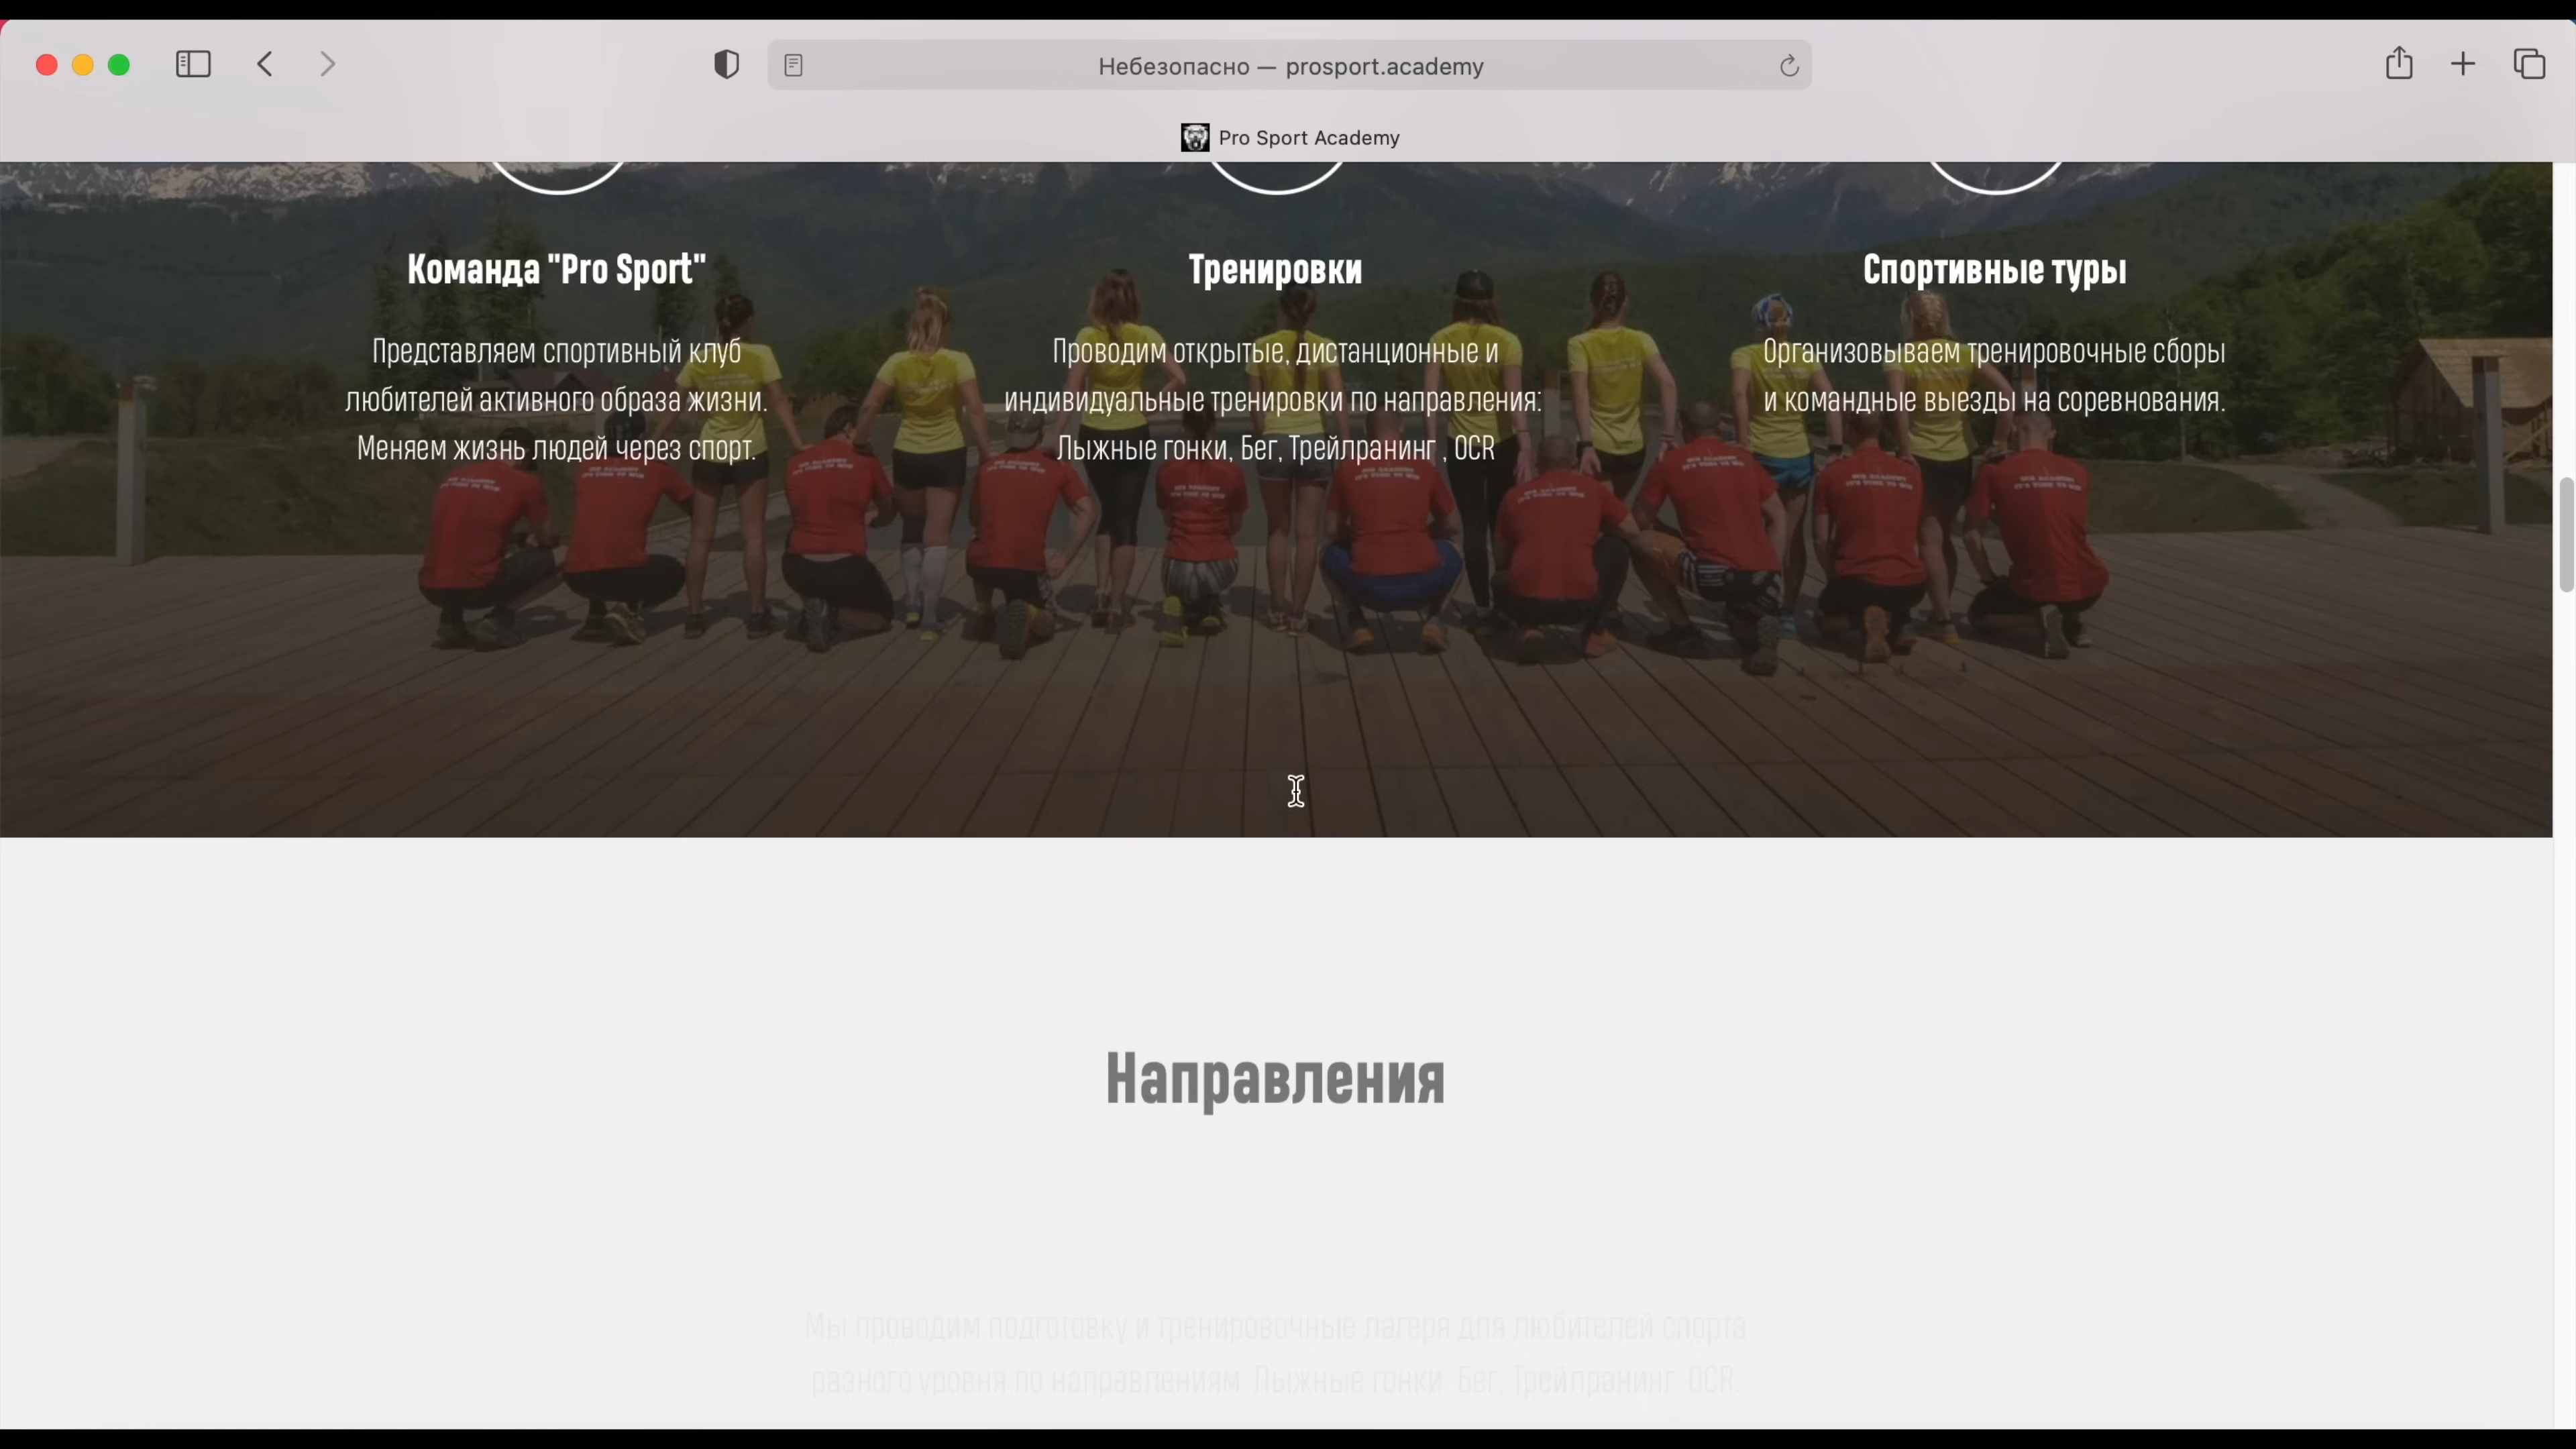 Небезопасно — prosport.academy
Pro Sport Academy
Команда "Pro Sport"
Представляем спортивный клуб
любителей активного образа жизни.
Меняем жизнь людей через спорт.
Тренировки
Проводим открытые, дистанционные и
индивидуальные тренировки по направления:
Лыжные гонки, Бег, Трейлранинг , OCR
Спортивные туры
Организовываем тренировочные сборы
и командные выезды на соревнования.
Направления
Мы проводим подготовку и тренировочные лагеря для любителей спорта
разного уровня по направлениям: Лыжные гонки, Бег, Трейлранинг, OCR.